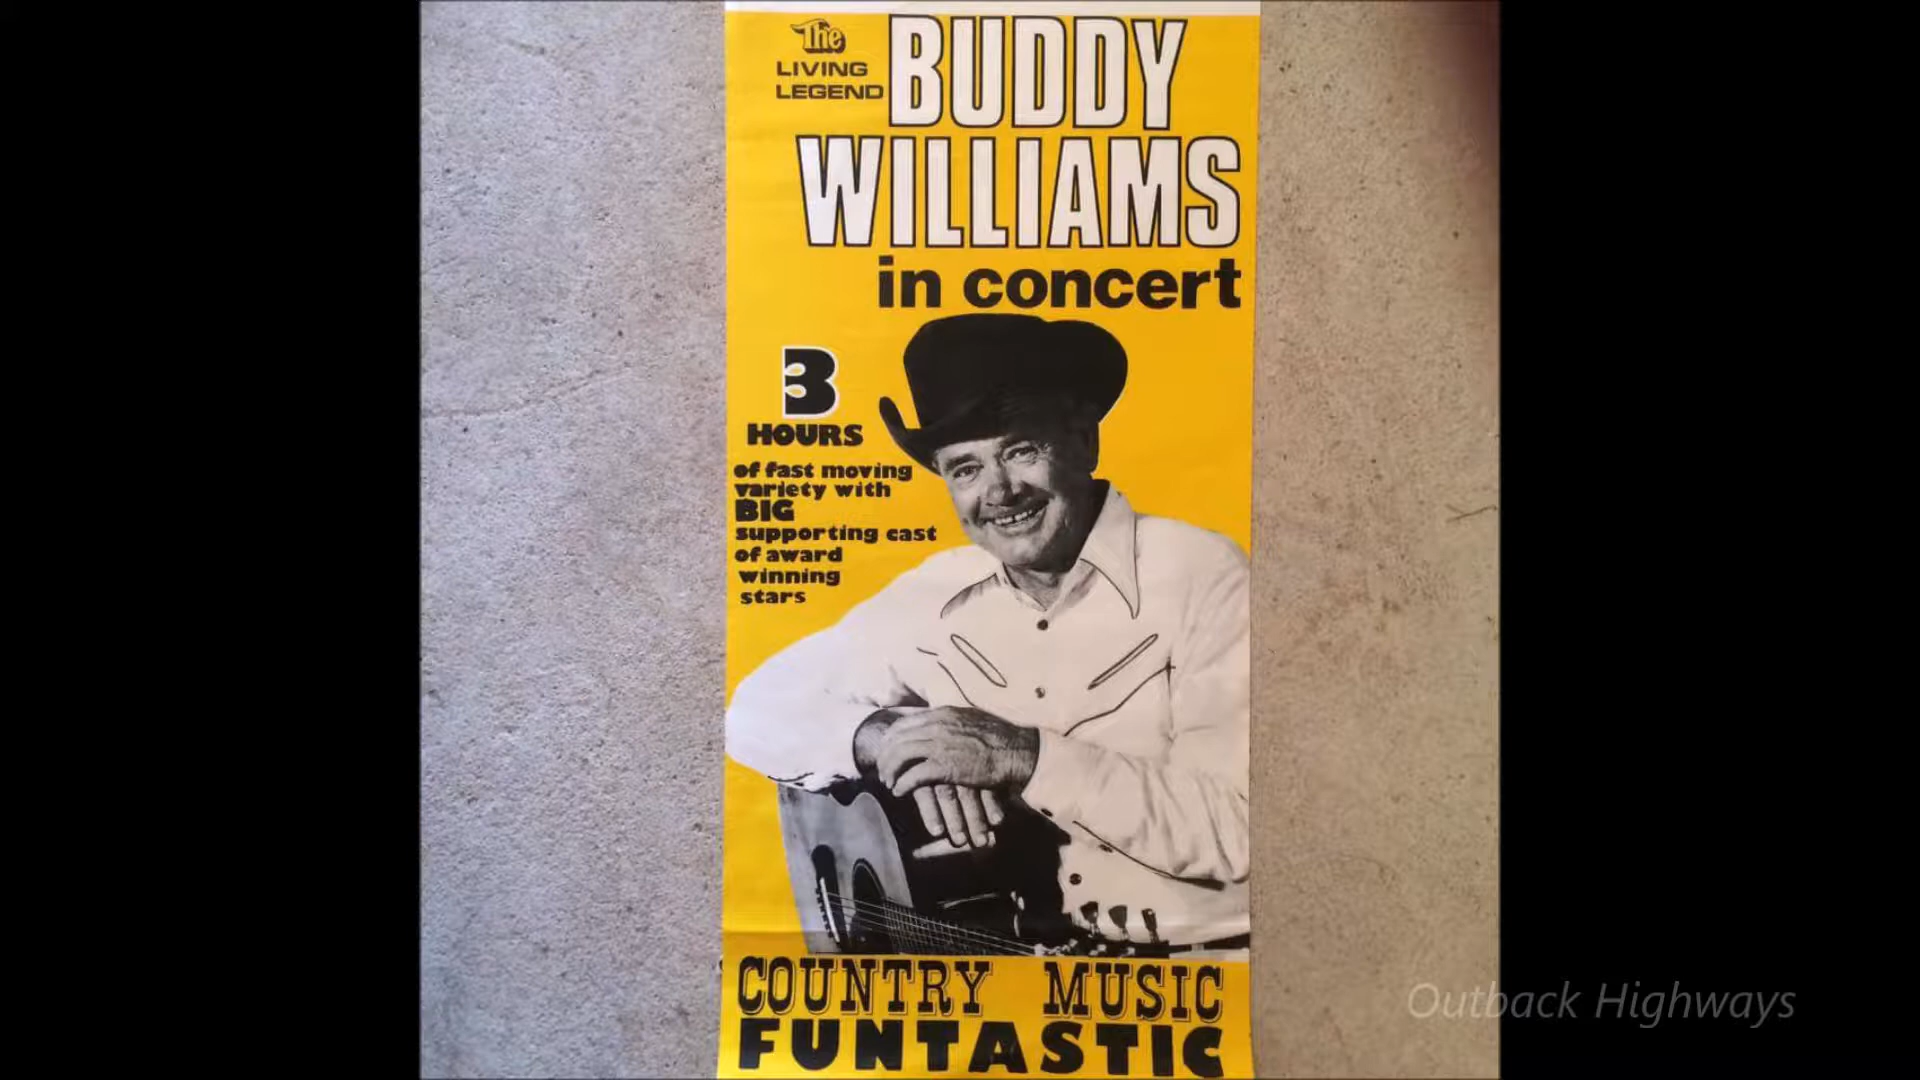 The
LIVING
LEGEND
BUDDY
WILLIAMS
in concert
3
HOURS
of fast moving
variety with
BIG
supporting cast
of award
winning
stars
COUNTRY MUSIC
FUNTASTIC
Outback Highways